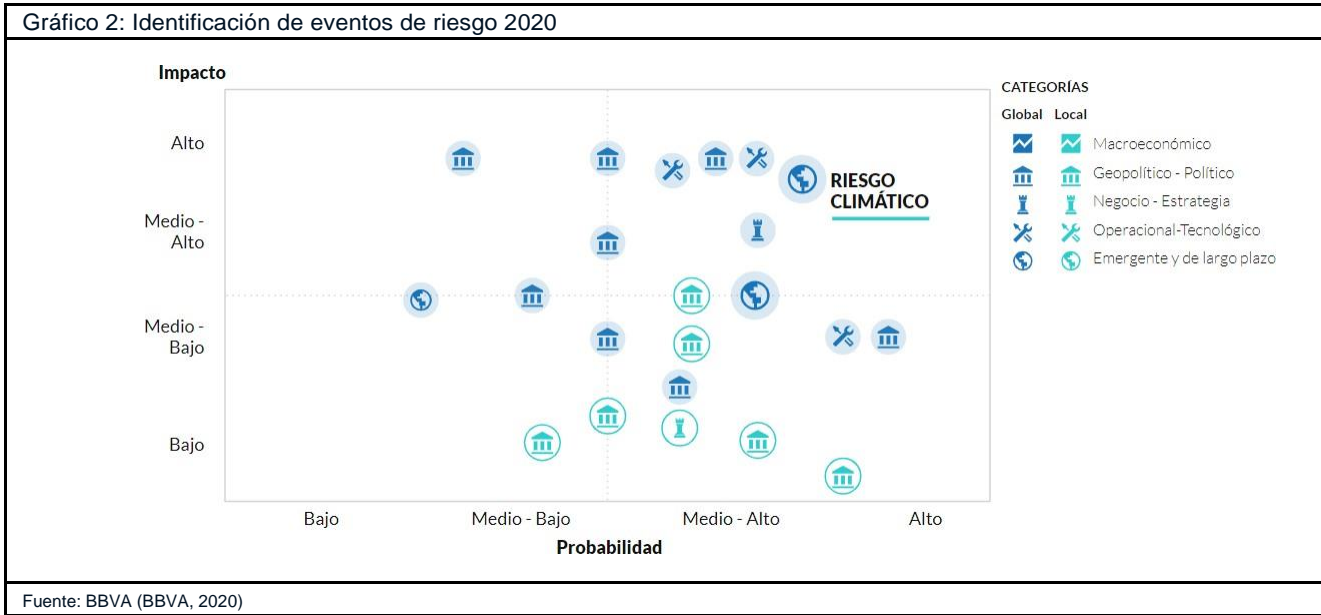 Gráfico 2: Identificación de eventos de riesgo 2020
Impacto
Alto
Medio -
Alto
Medio -
Bajo
Bajo
RIESGO
CLIMÁTICO
Bajo
Medio - Bajo
Medio - Alto
Alto
Probabilidad
CATEGORÍAS
Global Local
Macroeconómico
Geopolítico - Político
Negocio - Estrategia
Operacional-Tecnológico
Emergente y de largo plazo
Fuente: BBVA (BBVA, 2020)